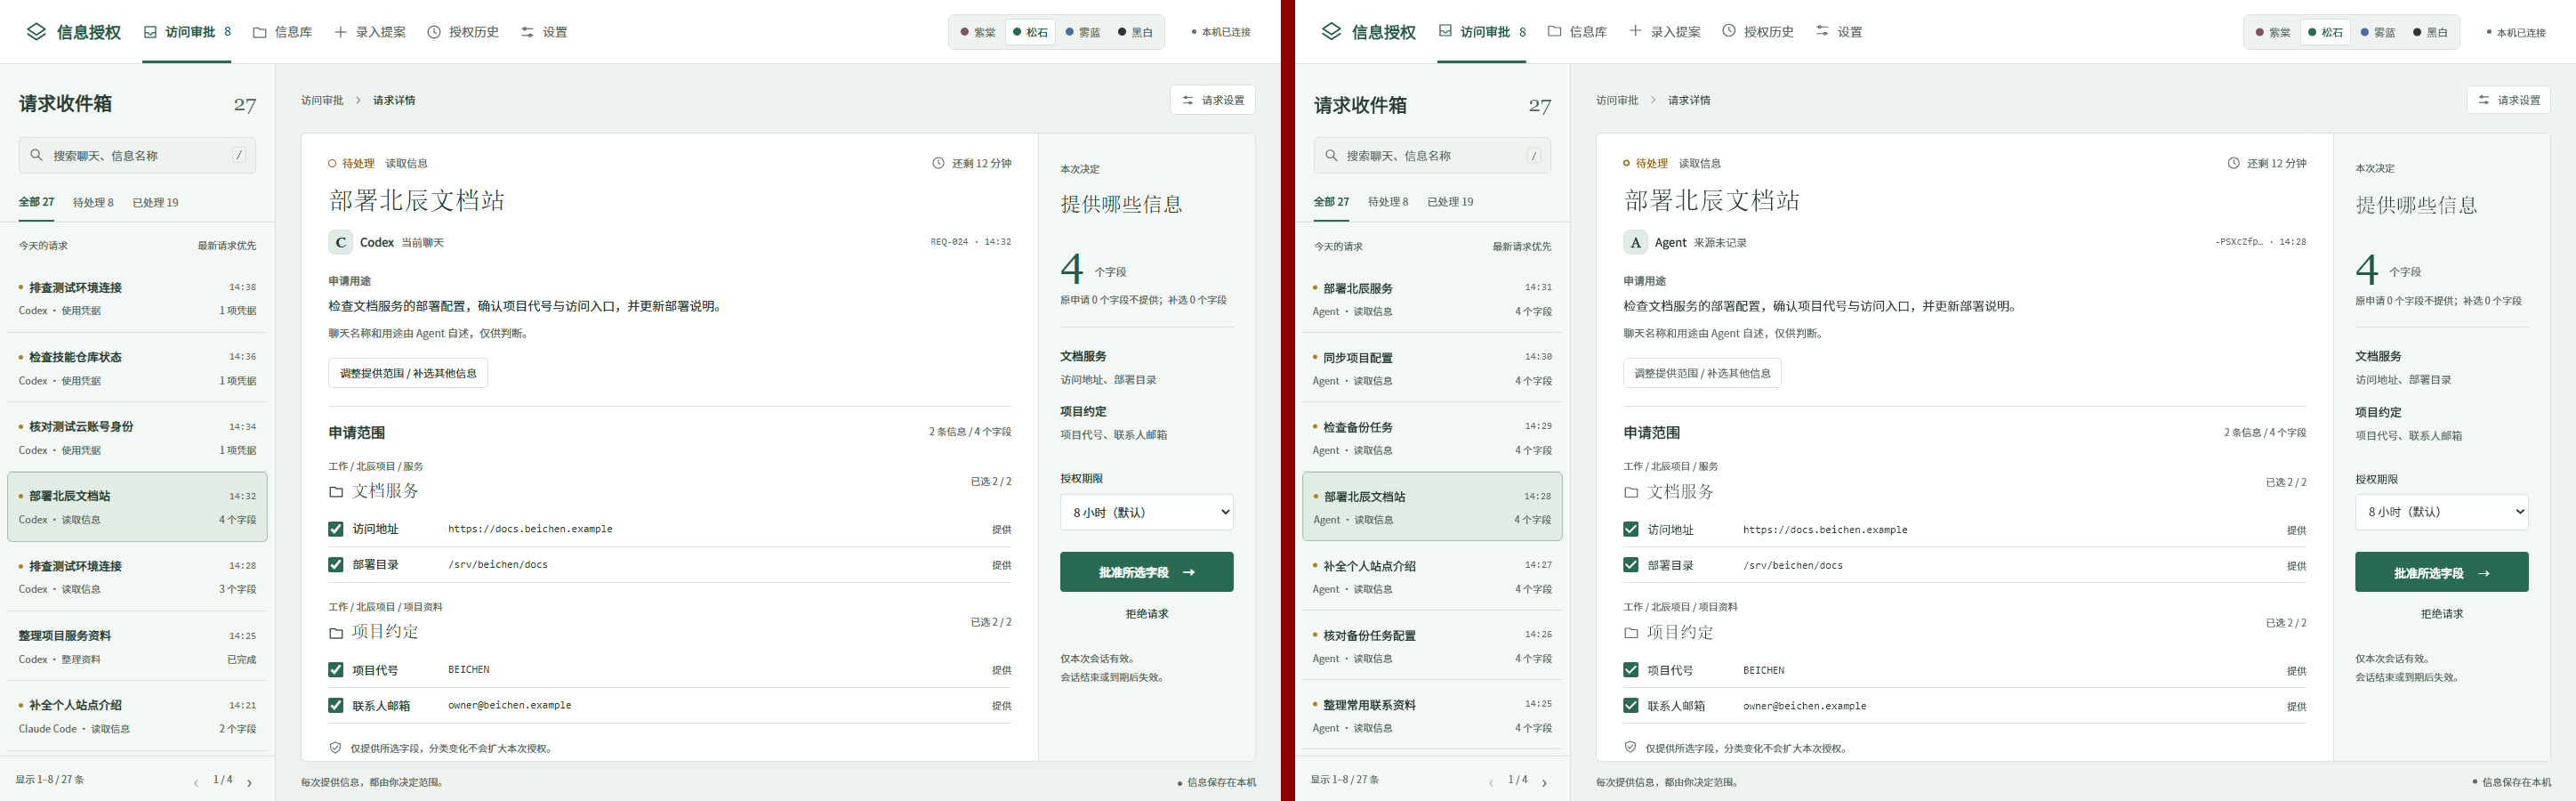 信息授权 访问审批 8 信息库 录入提案 授权历史 设置 紫棠 松石 雾蓝 黑白 本机已连接
请求收件箱 27
搜索聊天、信息名称 /
全部 27 待处理 8 已处理 19
今天的请求 最新请求优先
排查测试环境连接 14:38
Codex · 使用凭据 1 项凭据
检查技能仓库状态 14:36
Codex · 使用凭据 1 项凭据
核对测试云账号身份 14:34
Codex · 使用凭据 1 项凭据
部署北辰文档站 14:32
Codex · 读取信息 4 个字段
排查测试环境连接 14:28
Codex · 读取信息 3 个字段
整理项目服务资料 14:25
Codex · 整理资料 已完成
补全个人站点介绍 14:21
Claude Code · 读取信息 2 个字段
显示 1–8 / 27 条 ‹ 1 / 4 ›
访问审批 > 请求详情 请求设置
待处理 读取信息 还剩 12 分钟
部署北辰文档站
C Codex 当前聊天 REQ-024 · 14:32
申请用途
检查文档服务的部署配置，确认项目代号与访问入口，并更新部署说明。
聊天名称和用途由 Agent 自述，仅供判断。
调整提供范围 / 补选其他信息
申请范围 2 条信息 / 4 个字段
工作 / 北辰项目 / 服务
文档服务 已选 2 / 2
访问地址 https://docs.beichen.example 提供
部署目录 /srv/beichen/docs 提供
工作 / 北辰项目 / 项目资料
项目约定 已选 2 / 2
项目代号 BEICHEN 提供
联系人邮箱 owner@beichen.example 提供
仅提供所选字段，分类变化不会扩大本次授权。
每次提供信息，都由你决定范围。 信息保存在本机
本次决定
提供哪些信息
4 个字段
原申请 0 个字段不提供；补选 0 个字段
文档服务
访问地址、部署目录
项目约定
项目代号、联系人邮箱
授权期限
8 小时（默认）
批准所选字段 →
拒绝请求
仅本次会话有效。
会话结束或到期后失效。
信息授权 访问审批 8 信息库 录入提案 授权历史 设置 紫棠 松石 雾蓝 黑白 本机已连接
请求收件箱 27
搜索聊天、信息名称 /
全部 27 待处理 8 已处理 19
今天的请求 最新请求优先
部署北辰服务 14:31
Agent · 读取信息 4 个字段
同步项目配置 14:30
Agent · 读取信息 4 个字段
检查备份任务 14:29
Agent · 读取信息 4 个字段
部署北辰文档站 14:28
Agent · 读取信息 4 个字段
补全个人站点介绍 14:27
Agent · 读取信息 4 个字段
核对备份任务配置 14:26
Agent · 读取信息 4 个字段
整理常用联系资料 14:25
Agent · 读取信息 4 个字段
显示 1–8 / 27 条 ‹ 1 / 4 ›
访问审批 > 请求详情 请求设置
待处理 读取信息 还剩 12 分钟
部署北辰文档站
A Agent 来源未记录 -PSXcZfp… · 14:28
申请用途
检查文档服务的部署配置，确认项目代号与访问入口，并更新部署说明。
聊天名称和用途由 Agent 自述，仅供判断。
调整提供范围 / 补选其他信息
申请范围 2 条信息 / 4 个字段
工作 / 北辰项目 / 服务
文档服务 已选 2 / 2
访问地址 https://docs.beichen.example 提供
部署目录 /srv/beichen/docs 提供
工作 / 北辰项目 / 项目资料
项目约定 已选 2 / 2
项目代号 BEICHEN 提供
联系人邮箱 owner@beichen.example 提供
仅提供所选字段，分类变化不会扩大本次授权。
每次提供信息，都由你决定范围。 信息保存在本机
本次决定
提供哪些信息
4 个字段
原申请 0 个字段不提供；补选 0 个字段
文档服务
访问地址、部署目录
项目约定
项目代号、联系人邮箱
授权期限
8 小时（默认）
批准所选字段 →
拒绝请求
仅本次会话有效。
会话结束或到期后失效。